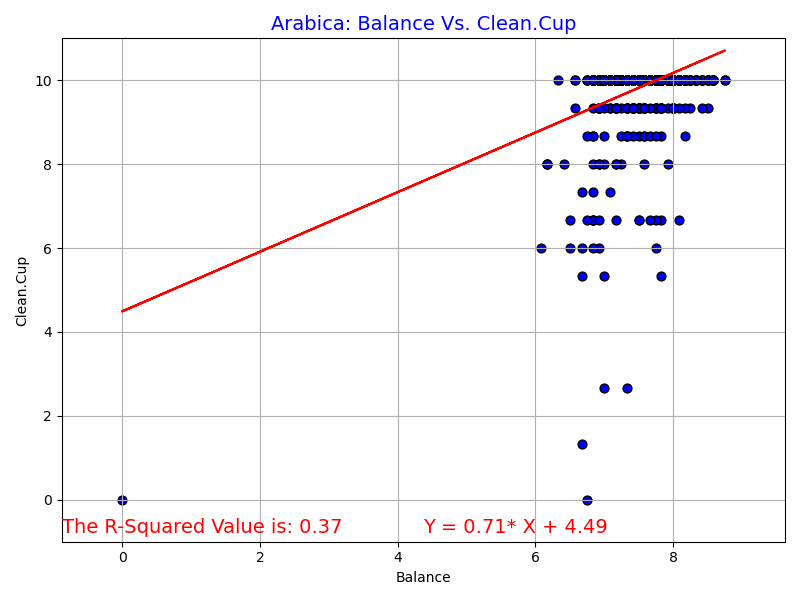 Arabica: Balance Vs. Clean.Cup
10
8
6
4
2
0
Clean.Cup
The R-Squared Value is: 0.37
Y = 0.71* X + 4.49
0 2 4 6 8
Balance